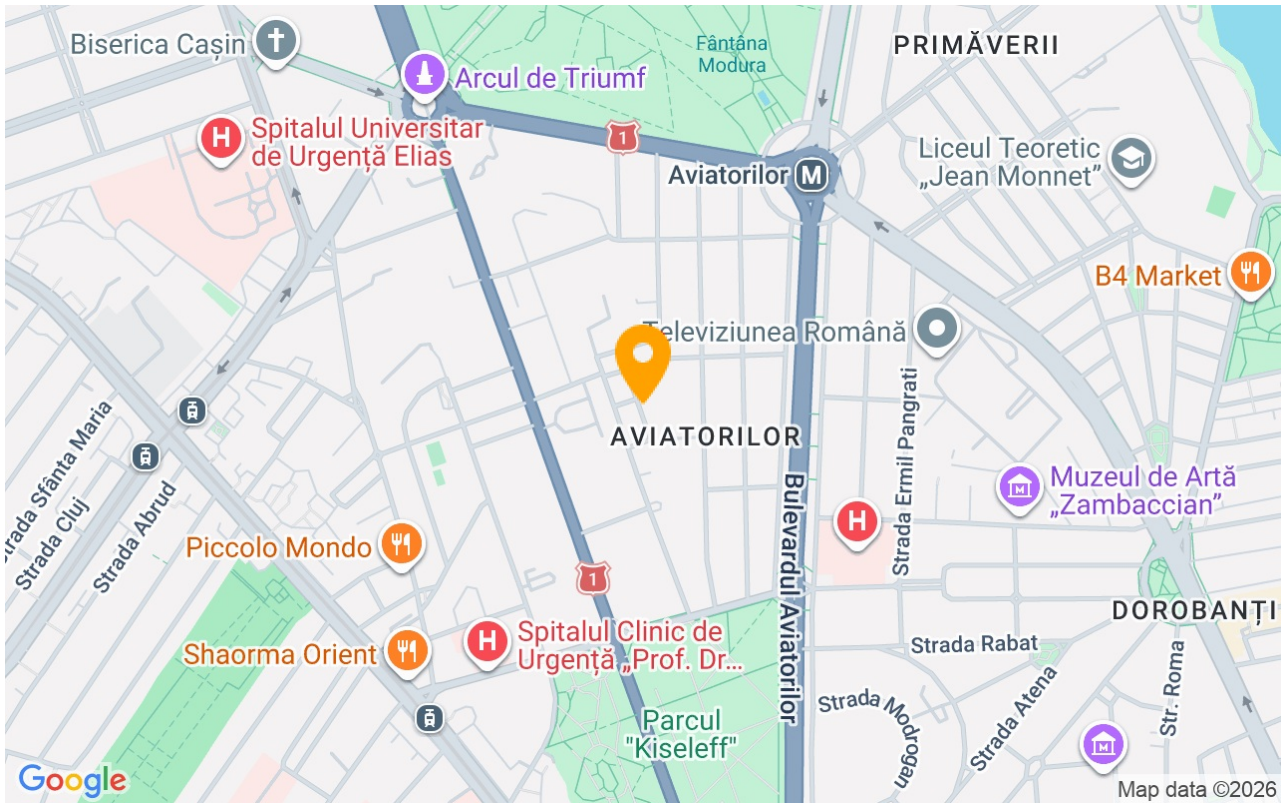 Biserica Cașin
Arcul de Triumf
Fântâna
Modura
PRIMĂVERII
Spitalul Universitar
de Urgență Elias
1
Aviatorilor
Liceul Teoretic
„Jean Monnet”
B4 Market
Televiziunea Română
AVIATORILOR
Strada Ermil Pangrati
Bulevardul Aviatorilor
Muzeul de Artă
„Zambaccian”
Strada Sfânta Maria
Strada Cluj
Strada Abrud
Piccolo Mondo
1
DOROBANȚI
Shaorma Orient
Spitalul Clinic de
Urgență „Prof. Dr...
Strada Rabat
Strada Atena
Str. Roma
Strada Modrogan
Parcul
"Kiseleff"
Google
Map data ©2026